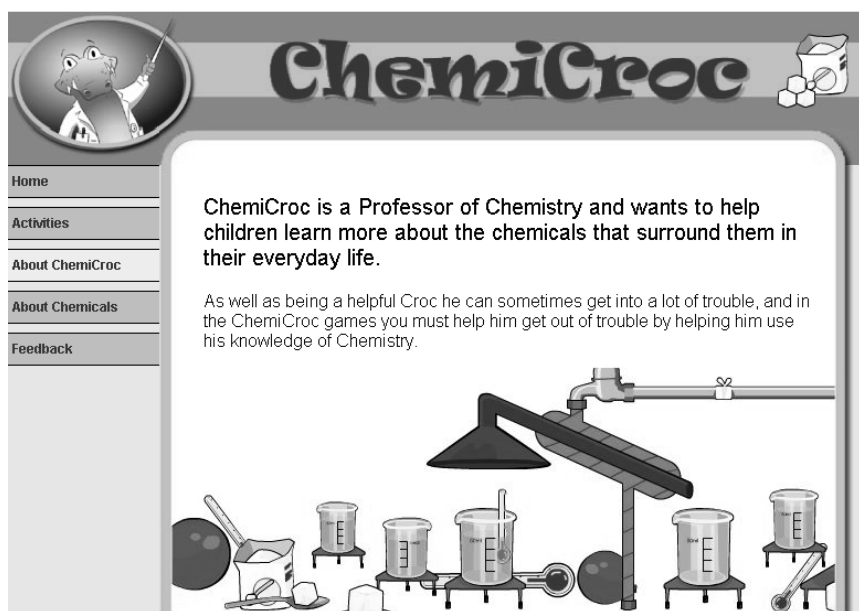 ChemiCroc
Home
Activities
About ChemiCroc
About Chemicals
Feedback
ChemiCroc is a Professor of Chemistry and wants to help
children learn more about the chemicals that surround them in
their everyday life.
As well as being a helpful Croc he can sometimes get into a lot of trouble, and in
the ChemiCroc games you must help him get out of trouble by helping him use
his knowledge of Chemistry.
50ml